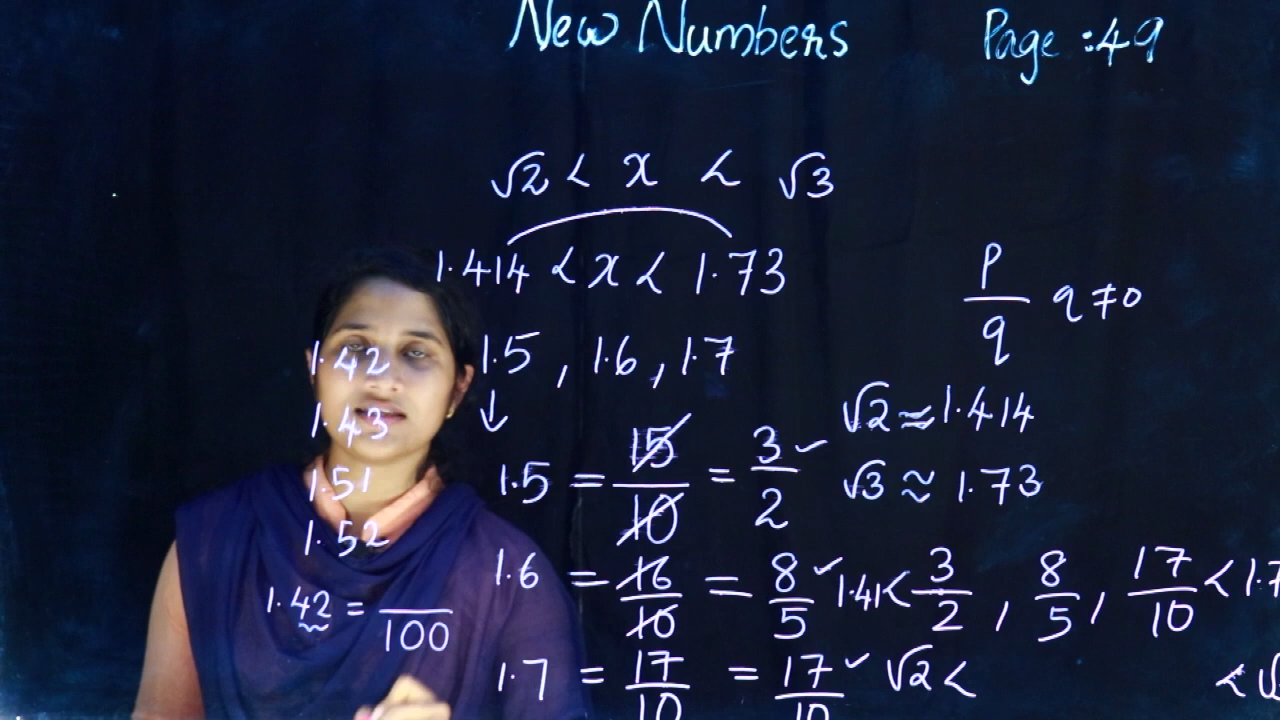 New Numbers Page : 49
√2 < x < √3
1.414 < x < 1.73
p/q q ≠ 0
1.5 , 1.6 , 1.7
↓
√2 ≈ 1.414
√3 ≈ 1.73
1.5 = 15/10 = 3/2 ✓
1.6 = 16/10 = 8/5 ✓
1.41 < 3/2 , 8/5 , 17/10 < 1.7
1.7 = 17/10 = 17/10 ✓
√2 < < √
1.42
1.43
1.51
1.52
1.42 = /100